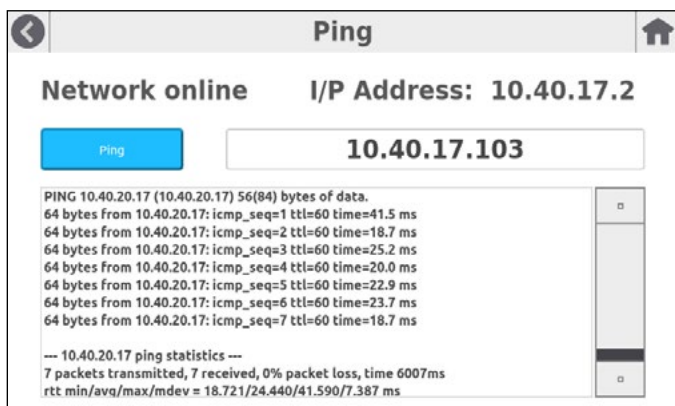 Ping
Network online I/P Address: 10.40.17.2
Ping 10.40.17.103
PING 10.40.20.17 (10.40.20.17) 56(84) bytes of data.
64 bytes from 10.40.20.17: icmp_seq=1 ttl=60 time=41.5 ms
64 bytes from 10.40.20.17: icmp_seq=2 ttl=60 time=18.7 ms
64 bytes from 10.40.20.17: icmp_seq=3 ttl=60 time=25.2 ms
64 bytes from 10.40.20.17: icmp_seq=4 ttl=60 time=20.0 ms
64 bytes from 10.40.20.17: icmp_seq=5 ttl=60 time=22.9 ms
64 bytes from 10.40.20.17: icmp_seq=6 ttl=60 time=23.7 ms
64 bytes from 10.40.20.17: icmp_seq=7 ttl=60 time=18.7 ms
--- 10.40.20.17 ping statistics ---
7 packets transmitted, 7 received, 0% packet loss, time 6007ms
rtt min/avg/max/mdev = 18.721/24.440/41.590/7.387 ms